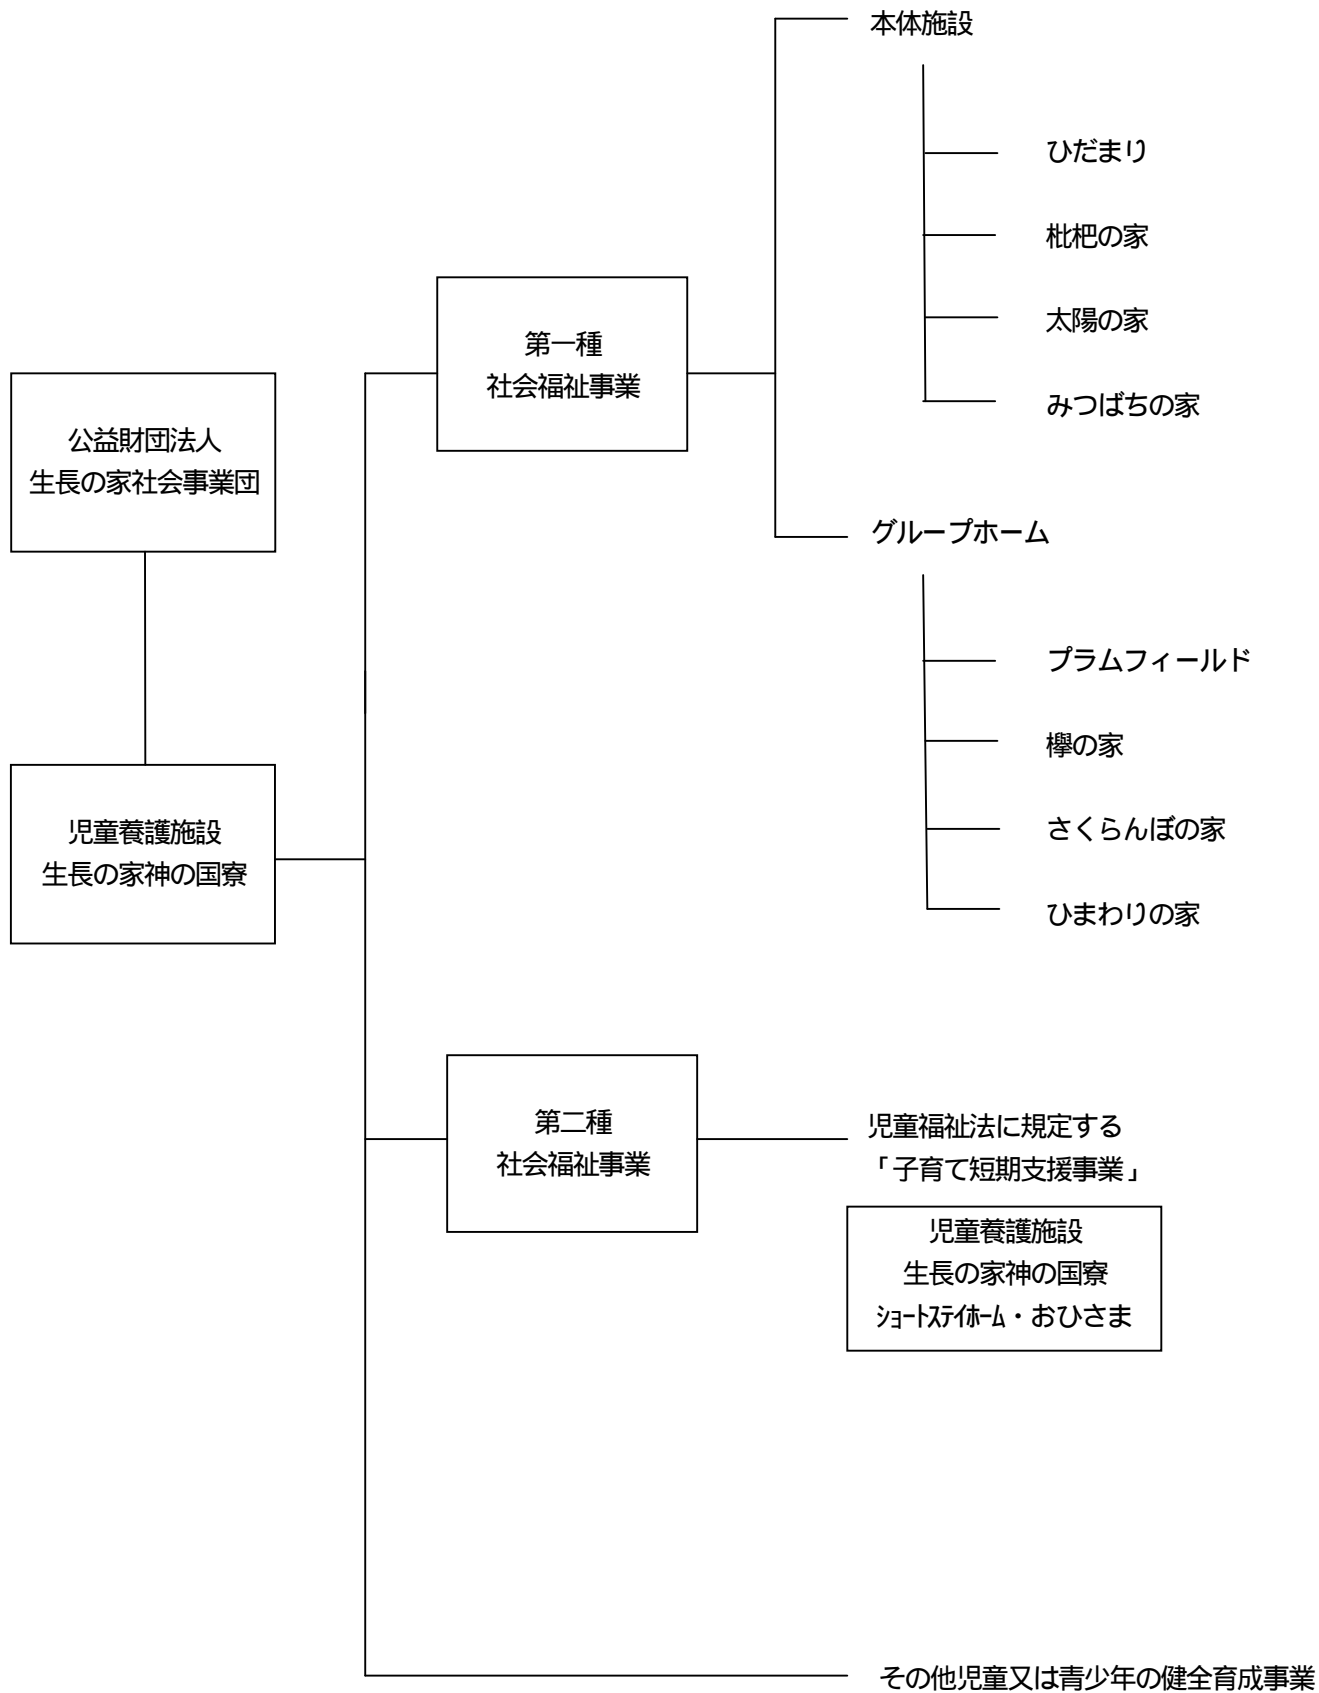 公益財団法人
生長の家社会事業団
児童養護施設
生長の家神の国寮
第一種
社会福祉事業
本体施設
ひだまり
枇杷の家
太陽の家
みつばちの家
グループホーム
プラムフィールド
欅の家
さくらんぼの家
ひまわりの家
第二種
社会福祉事業
児童福祉法に規定する
「子育て短期支援事業」
児童養護施設
生長の家神の国寮
ｼｮｰﾄｽﾃｲﾎｰﾑ・おひさま
その他児童又は青少年の健全育成事業